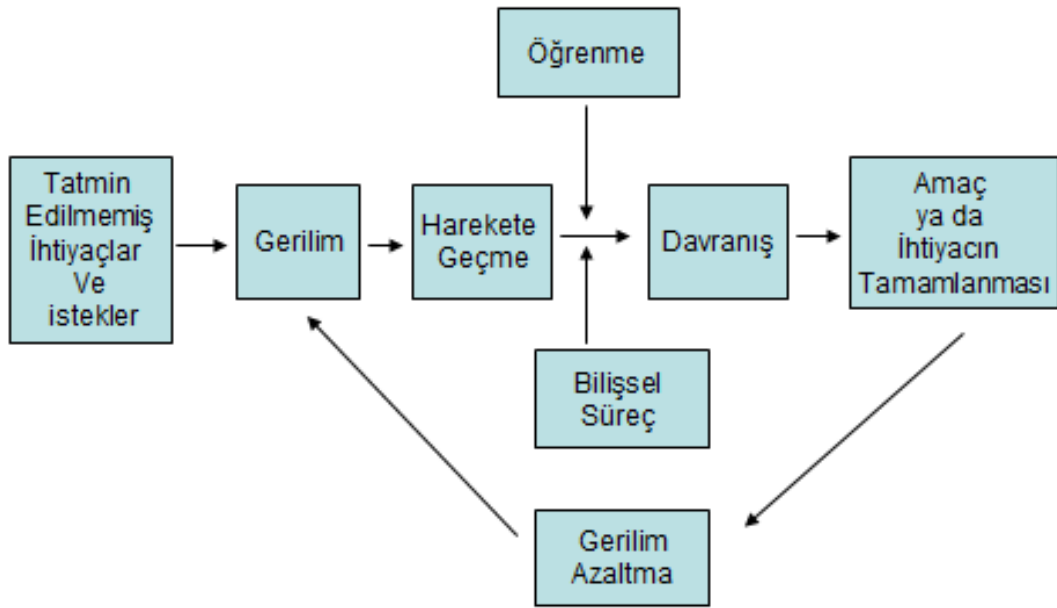 Öğrenme
Tatmin
Edilmemiş
İhtiyaçlar
Ve
istekler
Gerilim
Harekete
Geçme
Davranış
Amaç
ya da
İhtiyacın
Tamamlanması
Bilişsel
Süreç
Gerilim
Azaltma